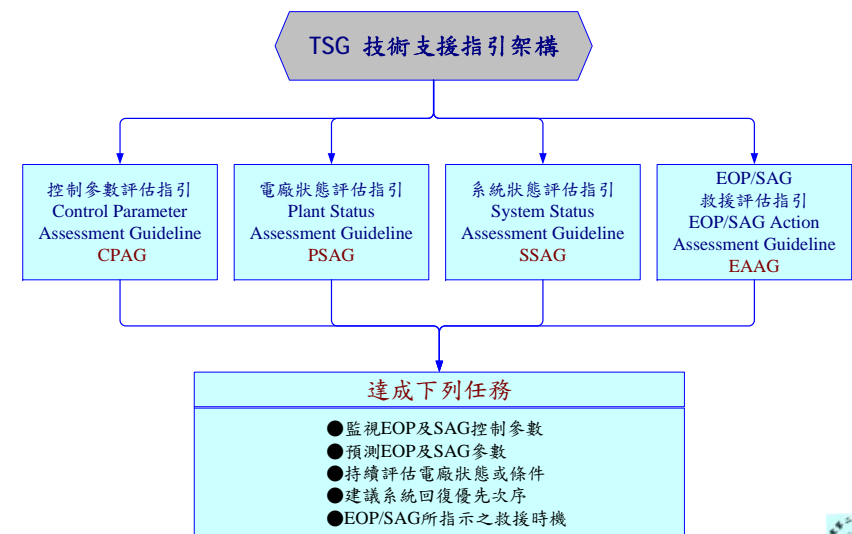 TSG 技術支援指引架構
控制參數評估指引
Control Parameter
Assessment Guideline
CPAG
電廠狀態評估指引
Plant Status
Assessment Guideline
PSAG
系統狀態評估指引
System Status
Assessment Guideline
SSAG
EOP/SAG
救援評估指引
EOP/SAG Action
Assessment Guideline
EAAG
達成下列任務
●監視EOP及SAG控制參數
●預測EOP及SAG參數
●持續評估電廠狀態或條件
●建議系統回復優先次序
●EOP/SAG所指示之救援時機